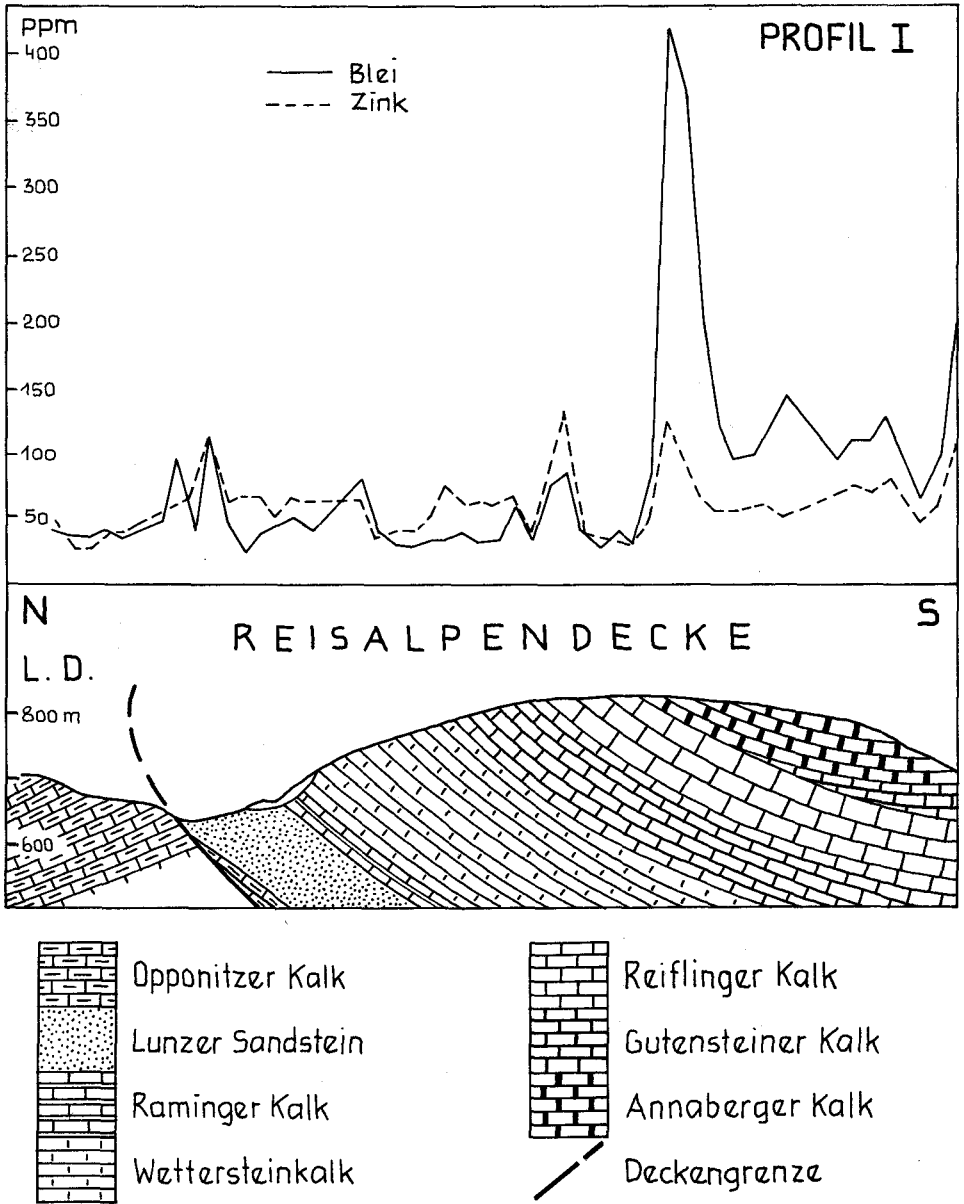 ppm
PROFIL I
400
Blei
Zink
350
300
250
200
150
100
50
N
S
REISALPENDECKE
L.D.
800 m
600
Opponitzer Kalk
Lunzer Sandstein
Raminger Kalk
Wettersteinkalk
Reiflinger Kalk
Gutensteiner Kalk
Annaberger Kalk
Deckengrenze